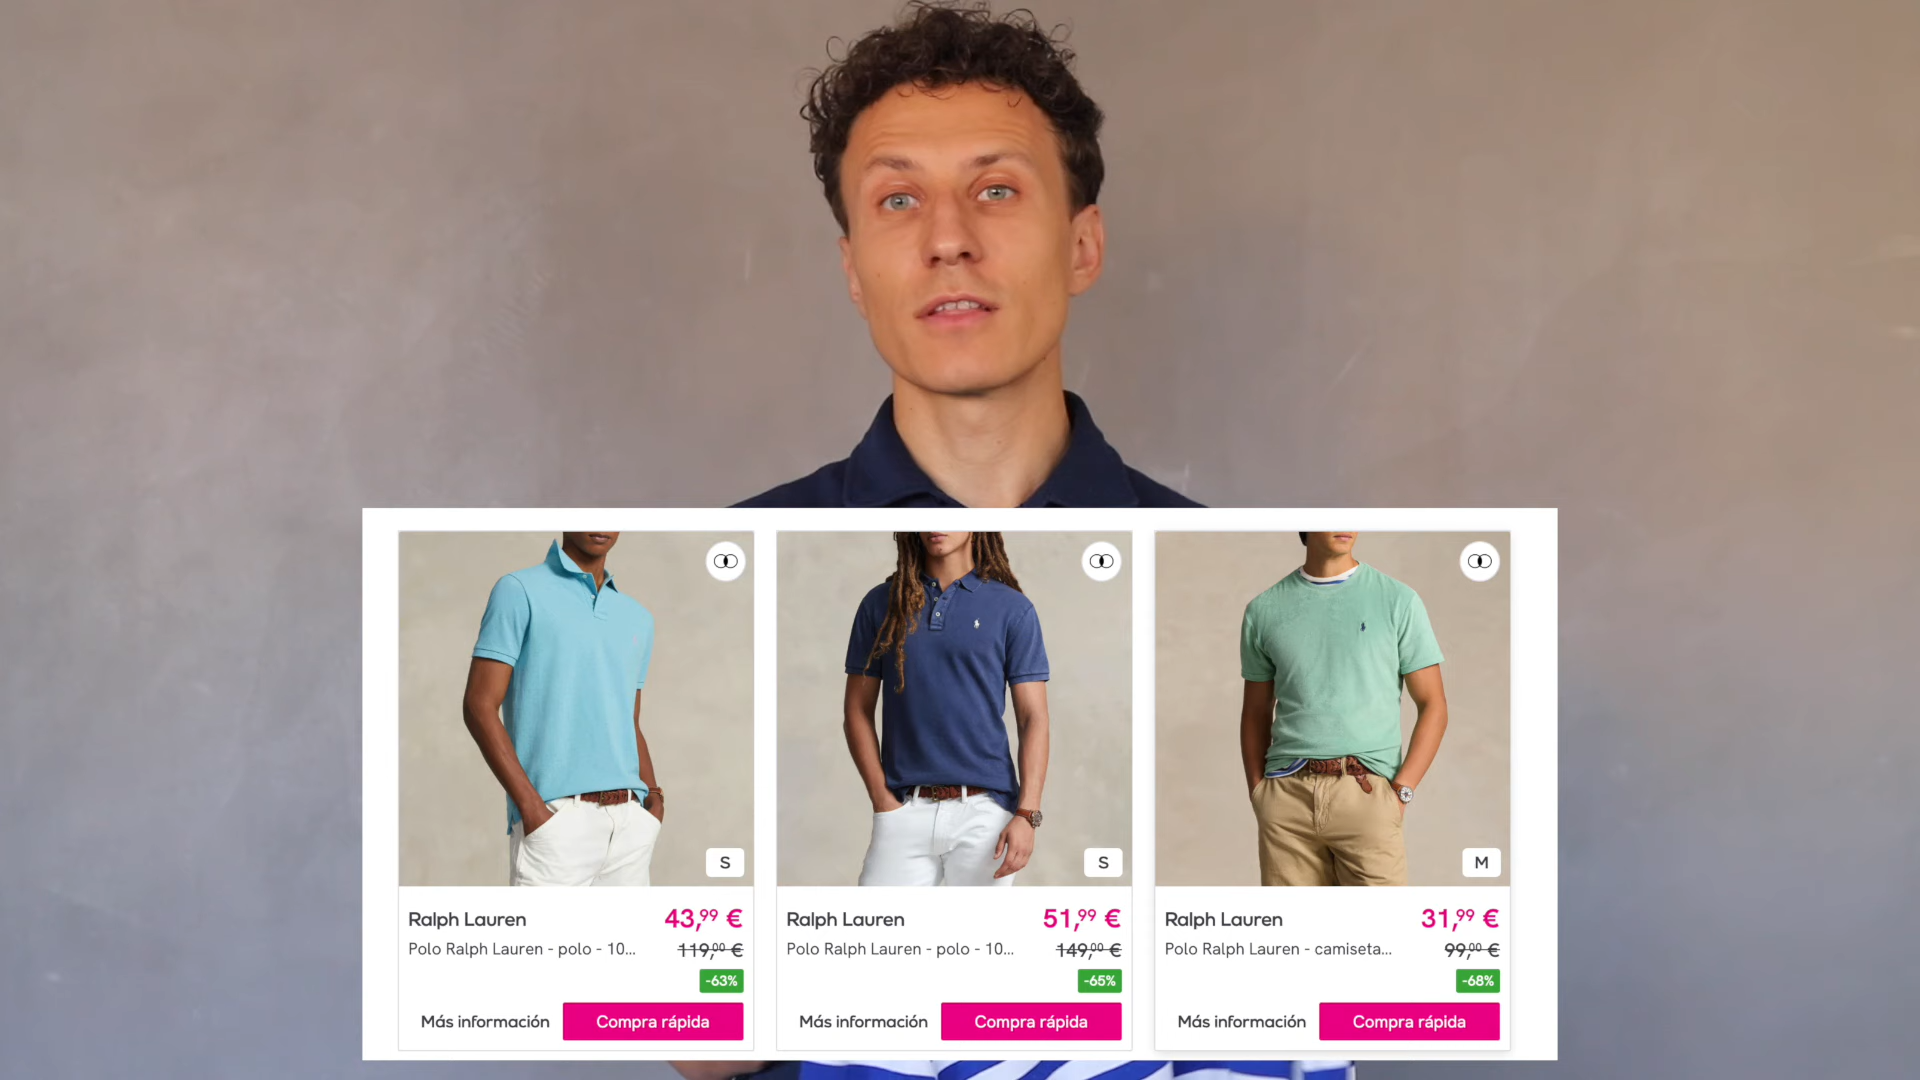 S
Ralph Lauren
43,99 €
Polo Ralph Lauren - polo - 10...
119,00 €
-63%
Más información
Compra rápida
S
Ralph Lauren
51,99 €
Polo Ralph Lauren - polo - 10...
149,00 €
-65%
Más información
Compra rápida
M
Ralph Lauren
31,99 €
Polo Ralph Lauren - camiseta...
99,00 €
-68%
Más información
Compra rápida